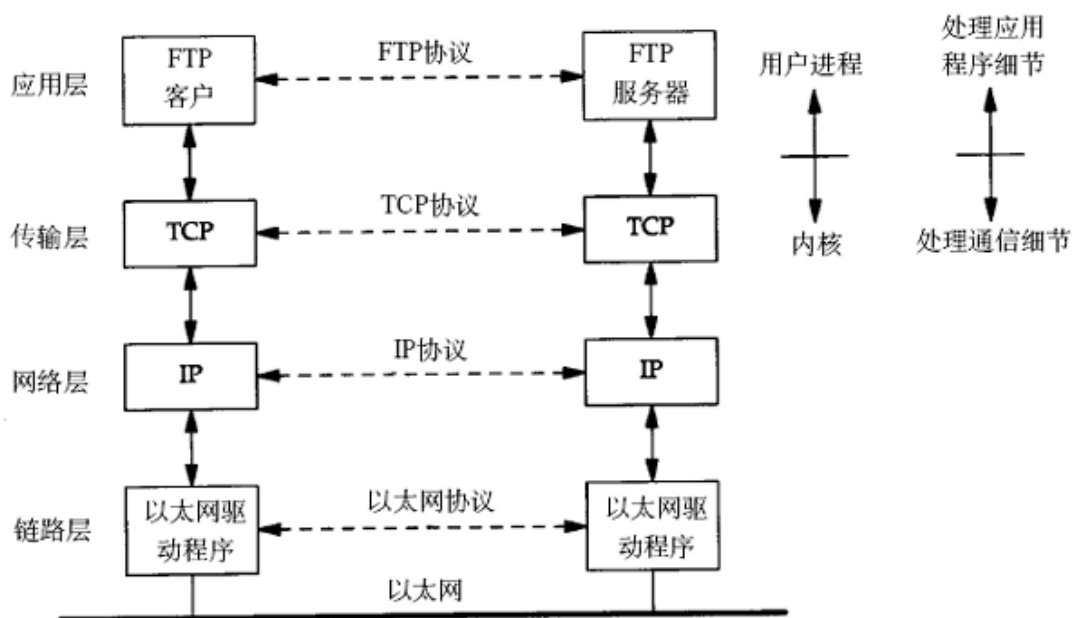 处理应用
程序细节
用户进程
FTP
客户
FTP协议
FTP
服务器
应用层
TCP协议
传输层
TCP
TCP
内核
处理通信细节
IP协议
网络层
IP
IP
以太网协议
链路层
以太网驱
动程序
以太网驱
动程序
以太网